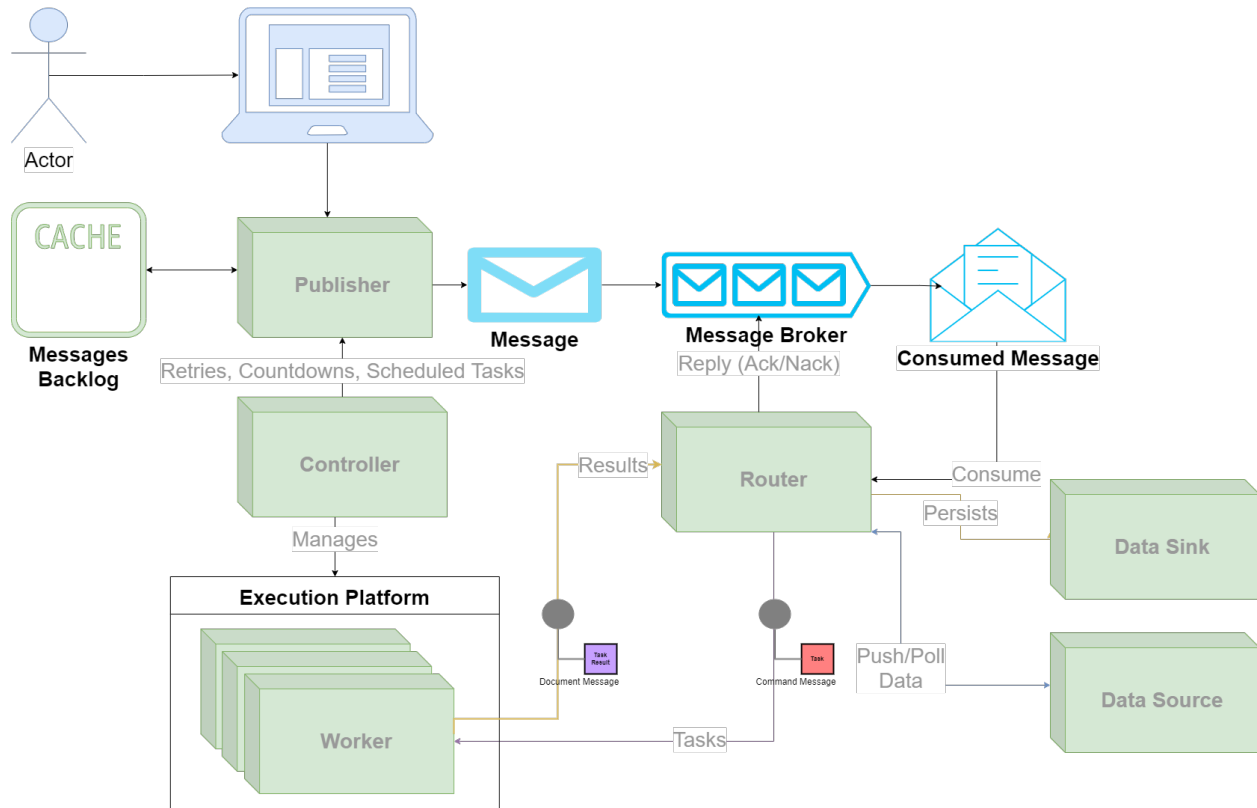 Actor
CACHE
Messages
Backlog
Publisher
Message
Message Broker
Consumed Message
Retries, Countdowns, Scheduled Tasks
Reply (Ack/Nack)
Controller
Results
Router
Consume
Persists
Data Sink
Manages
Execution Platform
Task
Result
Document Message
Task
Command Message
Push/Poll
Data
Data Source
Worker
Tasks